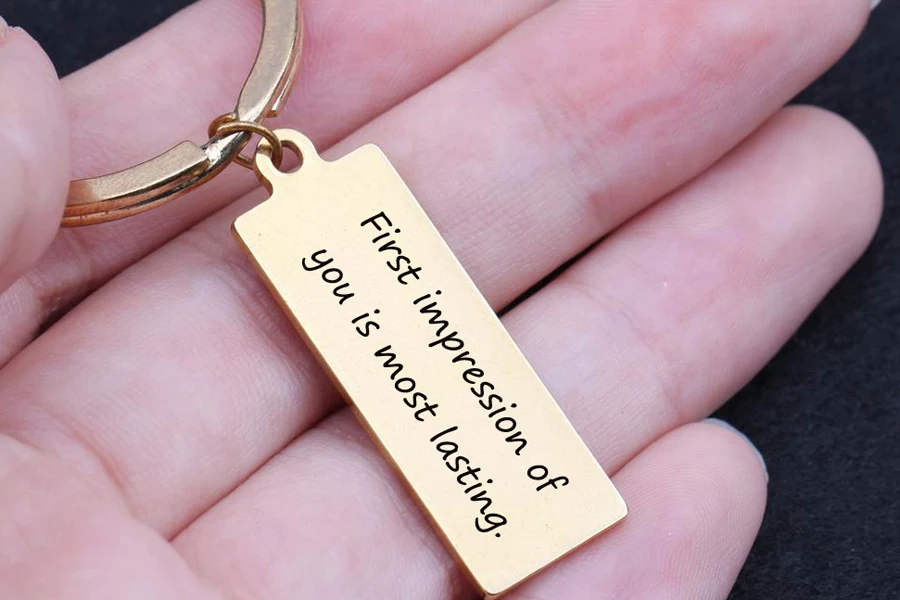 First impression of
you is most lasting.